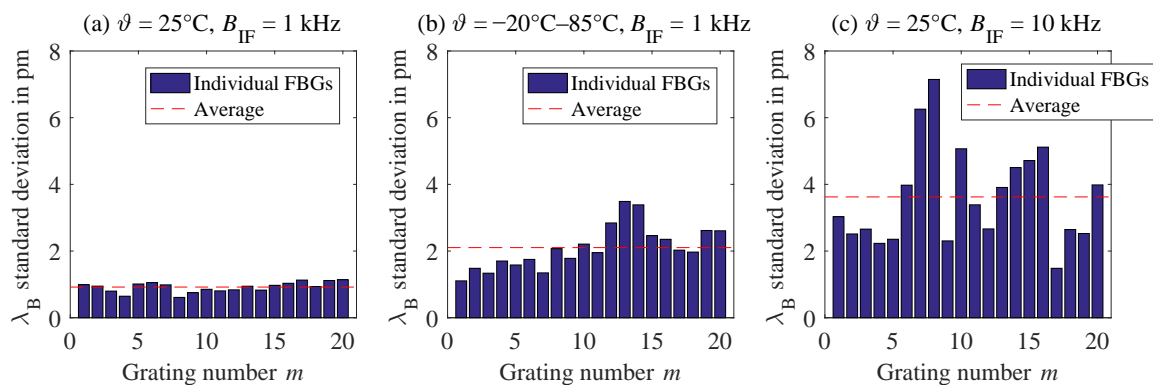 (a) ϑ = 25°C, B_IF = 1 kHz
λ_B standard deviation in pm
8
6
4
2
0
Individual FBGs
Average
0 5 10 15 20
Grating number m
(b) ϑ = −20°C–85°C, B_IF = 1 kHz
λ_B standard deviation in pm
8
6
4
2
0
Individual FBGs
Average
0 5 10 15 20
Grating number m
(c) ϑ = 25°C, B_IF = 10 kHz
λ_B standard deviation in pm
8
6
4
2
0
Individual FBGs
Average
0 5 10 15 20
Grating number m